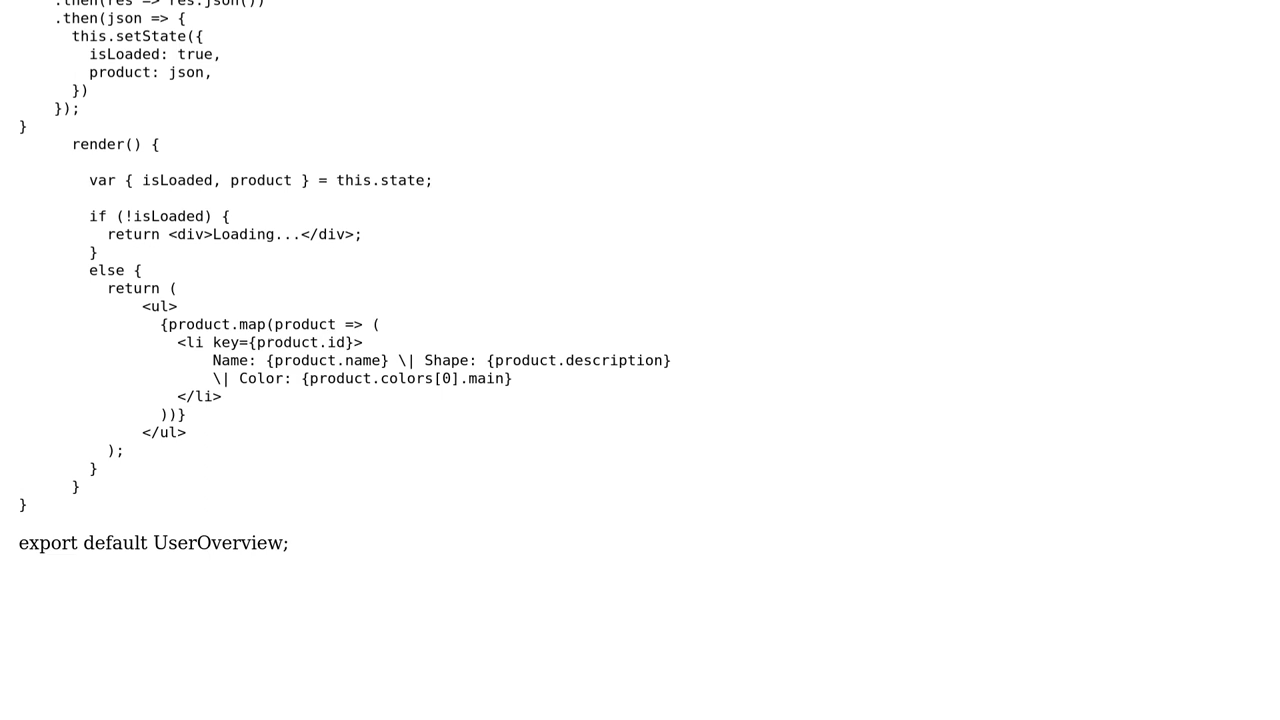 .then(res => res.json())
.then(json => {
this.setState({
isLoaded: true,
product: json,
})
});
}
render() {
var { isLoaded, product } = this.state;
if (!isLoaded) {
return <div>Loading...</div>;
}
else {
return (
<ul>
{product.map(product => (
<li key={product.id}>
Name: {product.name} \| Shape: {product.description}
\| Color: {product.colors[0].main}
</li>
))}
</ul>
);
}
}
}
export default UserOverview;